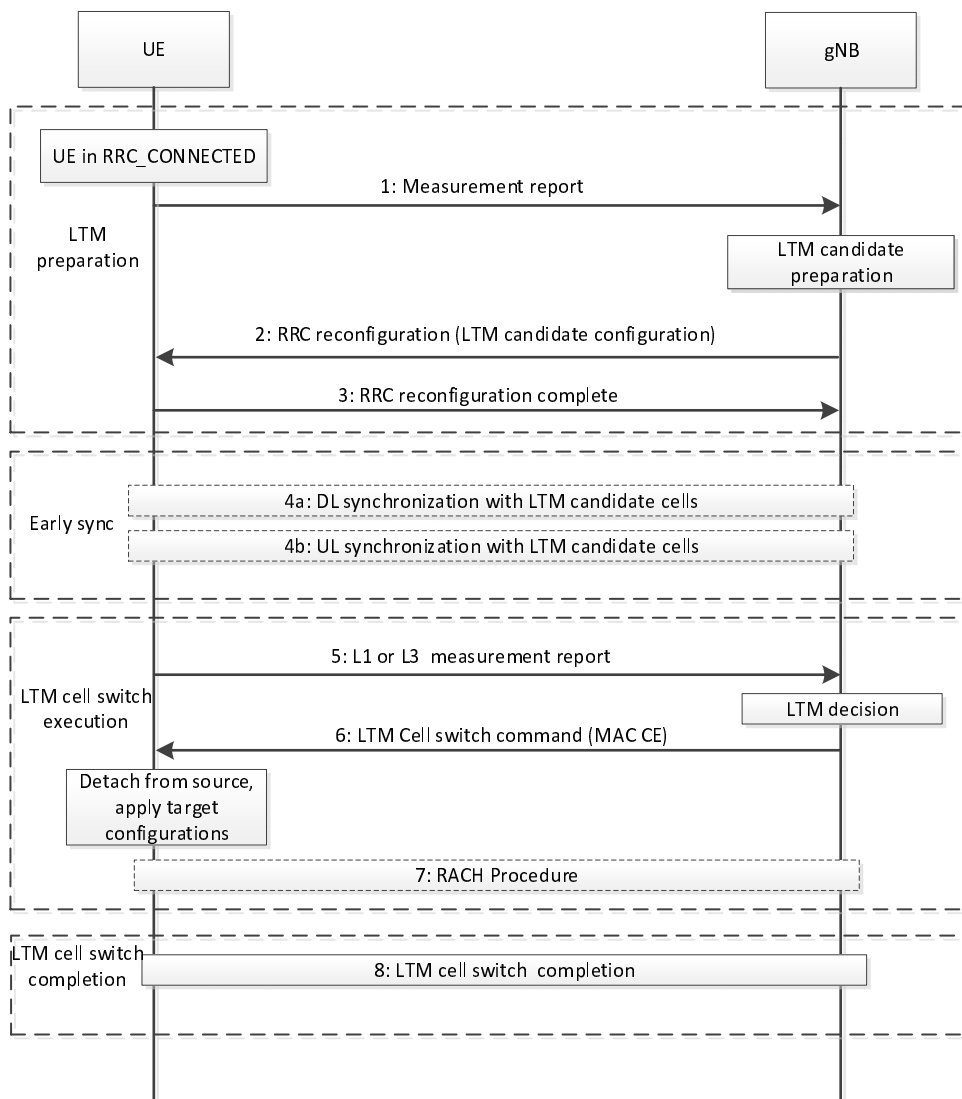 UE
gNB
UE in RRC_CONNECTED
1: Measurement report
LTM
preparation
LTM candidate
preparation
2: RRC reconfiguration (LTM candidate configuration)
3: RRC reconfiguration complete
4a: DL synchronization with LTM candidate cells
Early sync
4b: UL synchronization with LTM candidate cells
5: L1 or L3 measurement report
LTM cell switch
execution
LTM decision
6: LTM Cell switch command (MAC CE)
Detach from source,
apply target
configurations
7: RACH Procedure
LTM cell switch
completion
8: LTM cell switch completion